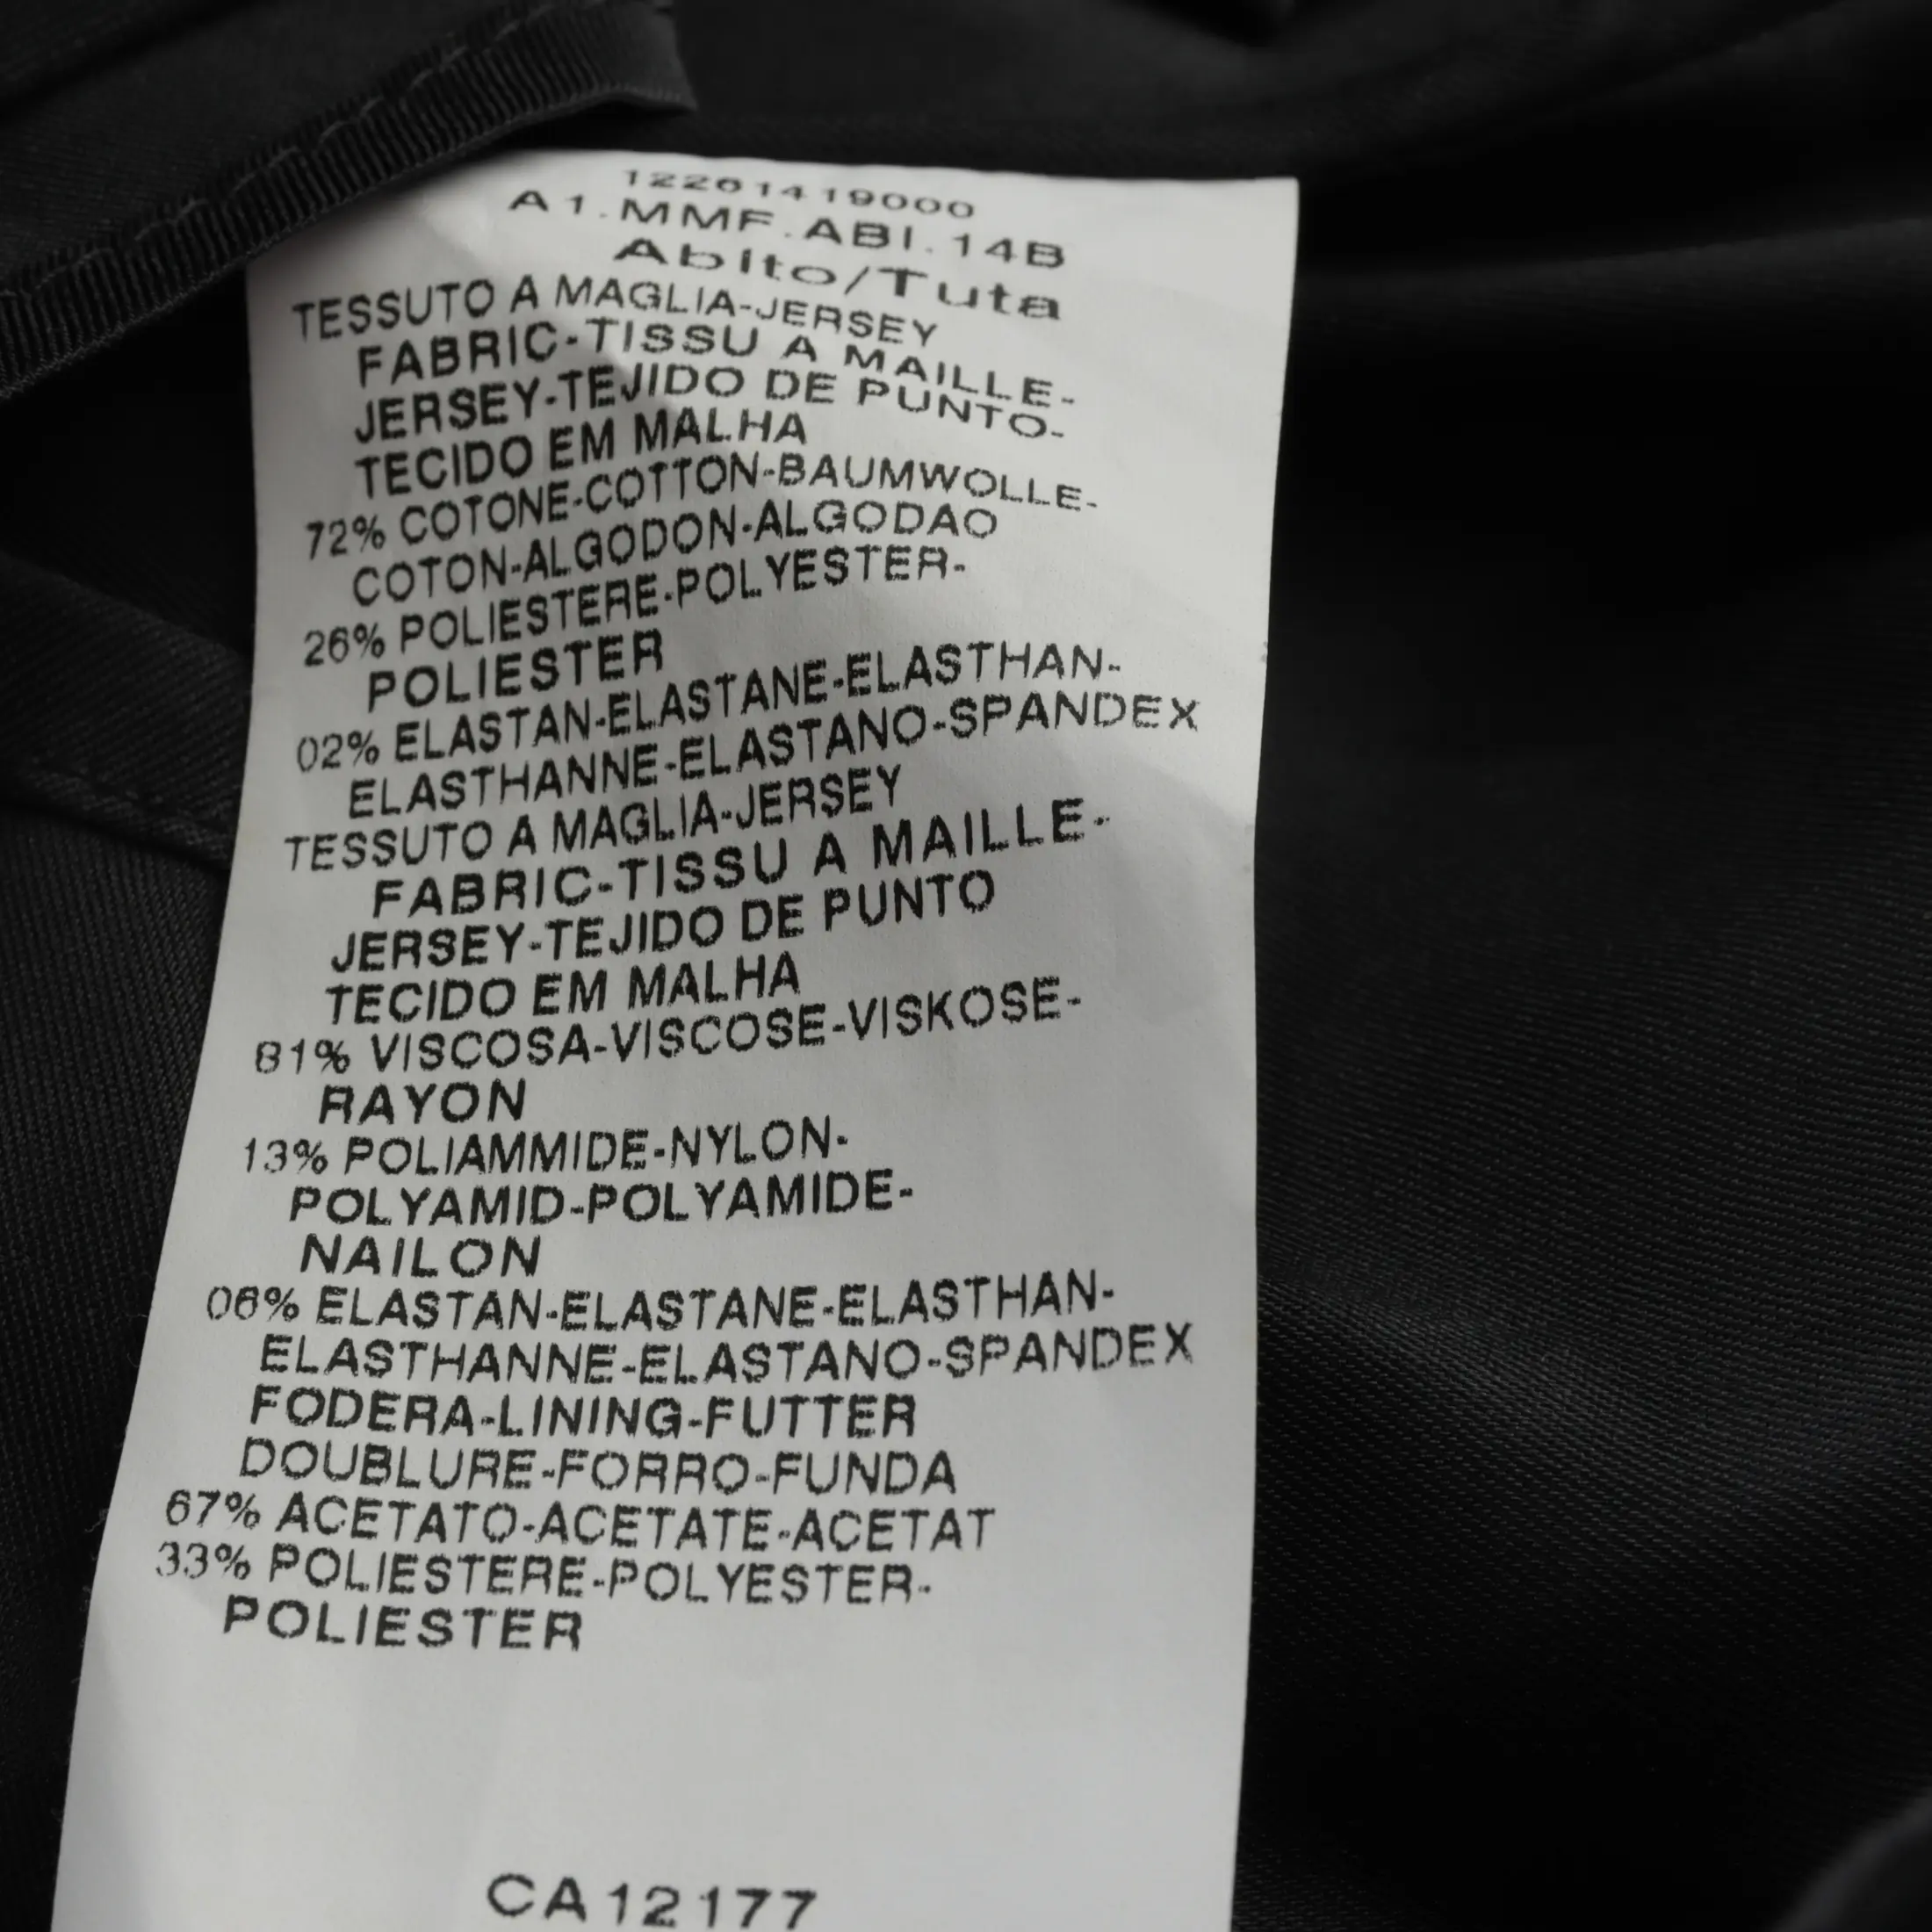 12261419000
A1.MMF.ABI.14B
Abito/Tuta
TESSUTO A MAGLIA-JERSEY
FABRIC-TISSU A MAILLE-
JERSEY-TEJIDO DE PUNTO-
TECIDO EM MALHA
72% COTONE-COTTON-BAUMWOLLE-
COTON-ALGODON-ALGODAO
26% POLIESTERE-POLYESTER-
POLIESTER
02% ELASTAN-ELASTANE-ELASTHAN-
ELASTHANNE-ELASTANO-SPANDEX
TESSUTO A MAGLIA-JERSEY
FABRIC-TISSU A MAILLE-
JERSEY-TEJIDO DE PUNTO
TECIDO EM MALHA
81% VISCOSA-VISCOSE-VISKOSE-
RAYON
13% POLIAMMIDE-NYLON-
POLYAMID-POLYAMIDE-
NAILON
06% ELASTAN-ELASTANE-ELASTHAN-
ELASTHANNE-ELASTANO-SPANDEX
FODERA-LINING-FUTTER
DOUBLURE-FORRO-FUNDA
67% ACETATO-ACETATE-ACETAT
33% POLIESTERE-POLYESTER-
POLIESTER
CA12177